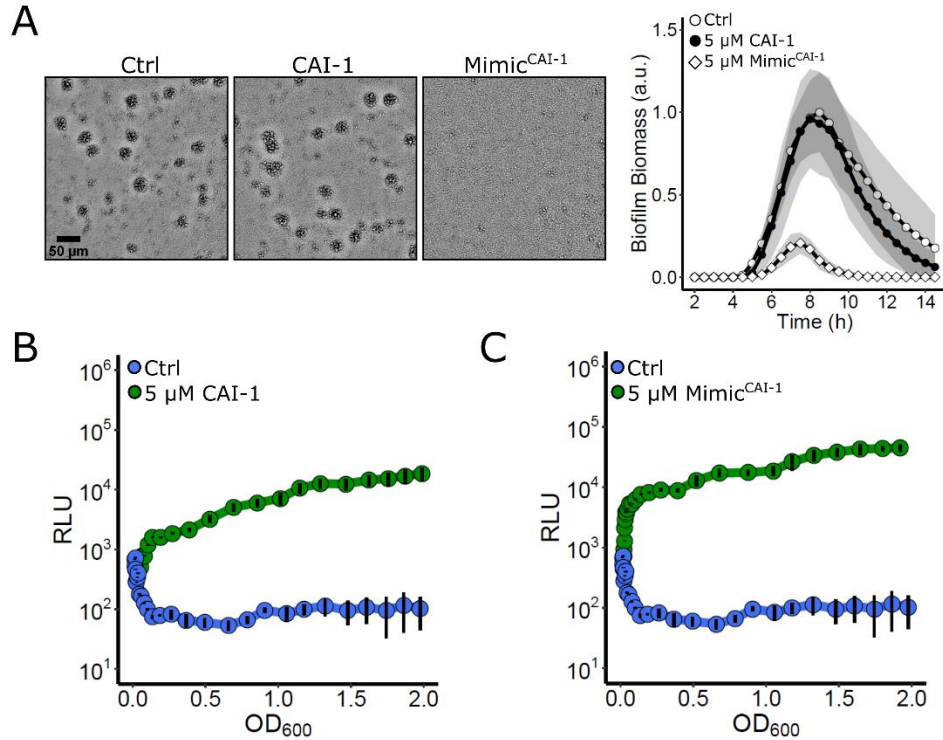 A
Ctrl
CAI-1
Mimic^CAI-1
50 µm
Ctrl
5 µM CAI-1
5 µM Mimic^CAI-1
1.5
1.0
0.5
0.0
Biofilm Biomass (a.u.)
2 4 6 8 10 12 14
Time (h)
B
Ctrl
5 µM CAI-1
10^6
10^5
10^4
10^3
10^2
10^1
RLU
0.0 0.5 1.0 1.5 2.0
OD_600
C
Ctrl
5 µM Mimic^CAI-1
10^6
10^5
10^4
10^3
10^2
10^1
RLU
0.0 0.5 1.0 1.5 2.0
OD_600